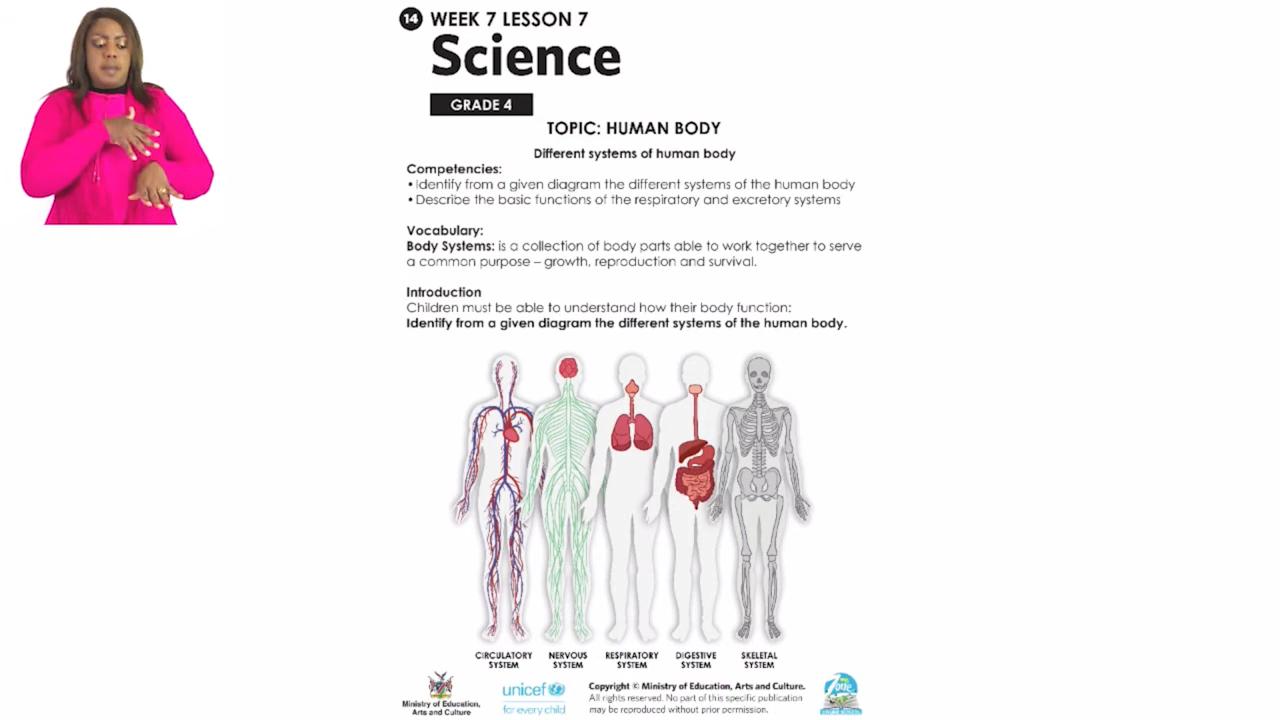 14 WEEK 7 LESSON 7
Science
GRADE 4
TOPIC: HUMAN BODY
Different systems of human body
Competencies:
• Identify from a given diagram the different systems of the human body
• Describe the basic functions of the respiratory and excretory systems
Vocabulary:
Body Systems: is a collection of body parts able to work together to serve
a common purpose – growth, reproduction and survival.
Introduction
Children must be able to understand how their body function:
Identify from a given diagram the different systems of the human body.
CIRCULATORY
SYSTEM
NERVOUS
SYSTEM
RESPIRATORY
SYSTEM
DIGESTIVE
SYSTEM
SKELETAL
SYSTEM
Ministry of Education,
Arts and Culture
unicef
for every child
Copyright © Ministry of Education, Arts and Culture.
All rights reserved. No part of this specific publication
may be reproduced without prior permission.